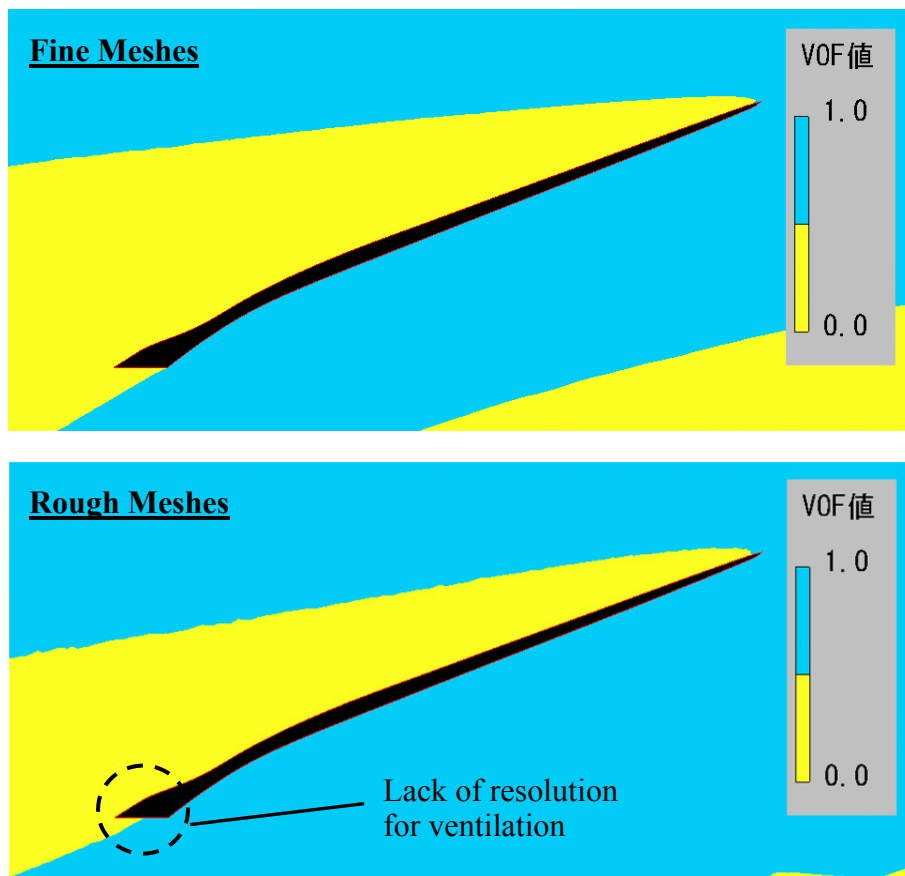 Fine Meshes
VOF値
1.0
0.0
Rough Meshes
VOF値
1.0
0.0
Lack of resolution
for ventilation